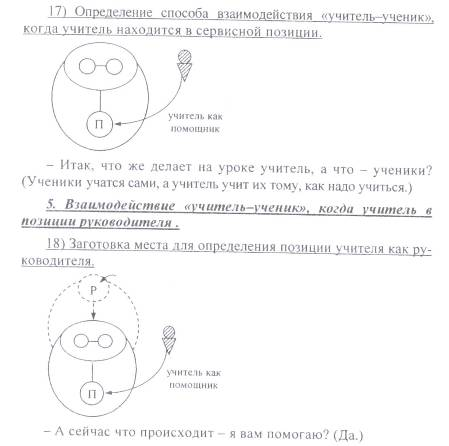 17) Определение способа взаимодействия «учитель–ученик»,
когда учитель находится в сервисной позиции.
П
учитель как
помощник
– Итак, что же делает на уроке учитель, а что – ученики?
(Ученики учатся сами, а учитель учит их тому, как надо учиться.)
5. Взаимодействие «учитель–ученик», когда учитель в
позиции руководителя .
18) Заготовка места для определения позиции учителя как ру-
ководителя.
Р
П
учитель как
помощник
– А сейчас что происходит – я вам помогаю? (Да.)